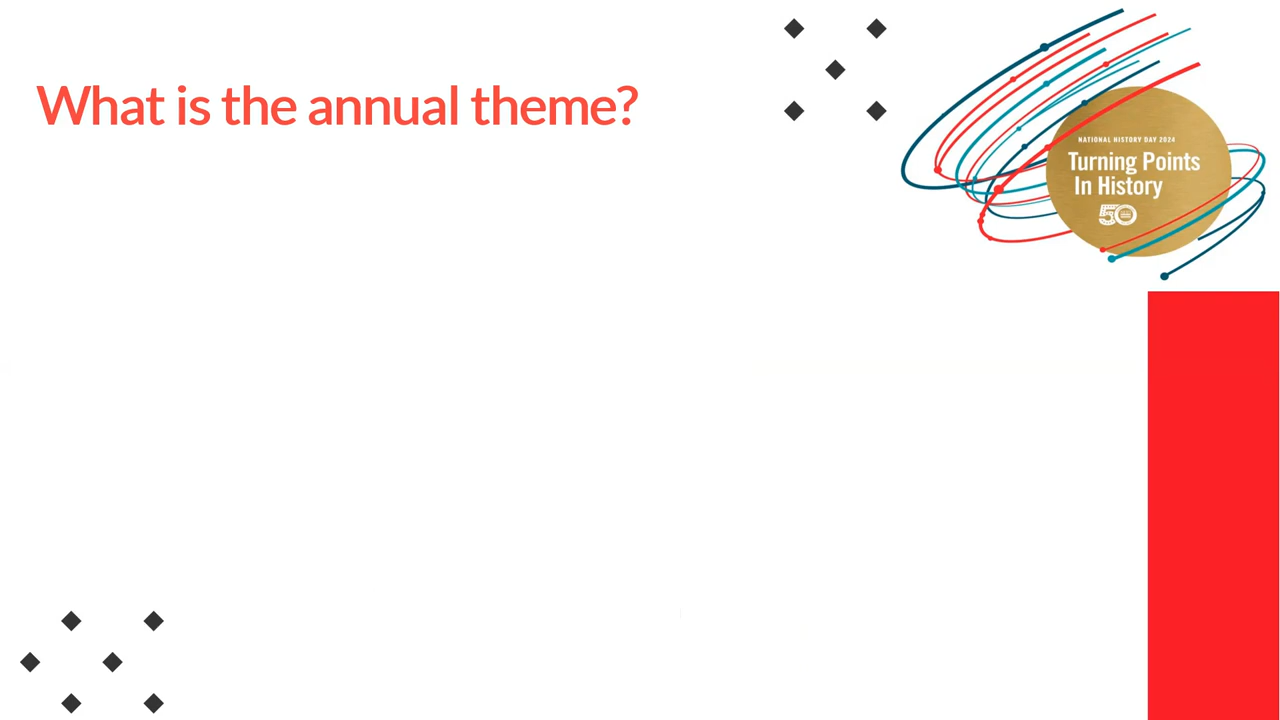 What is the annual theme?
NATIONAL HISTORY DAY 2024
Turning Points
In History
50